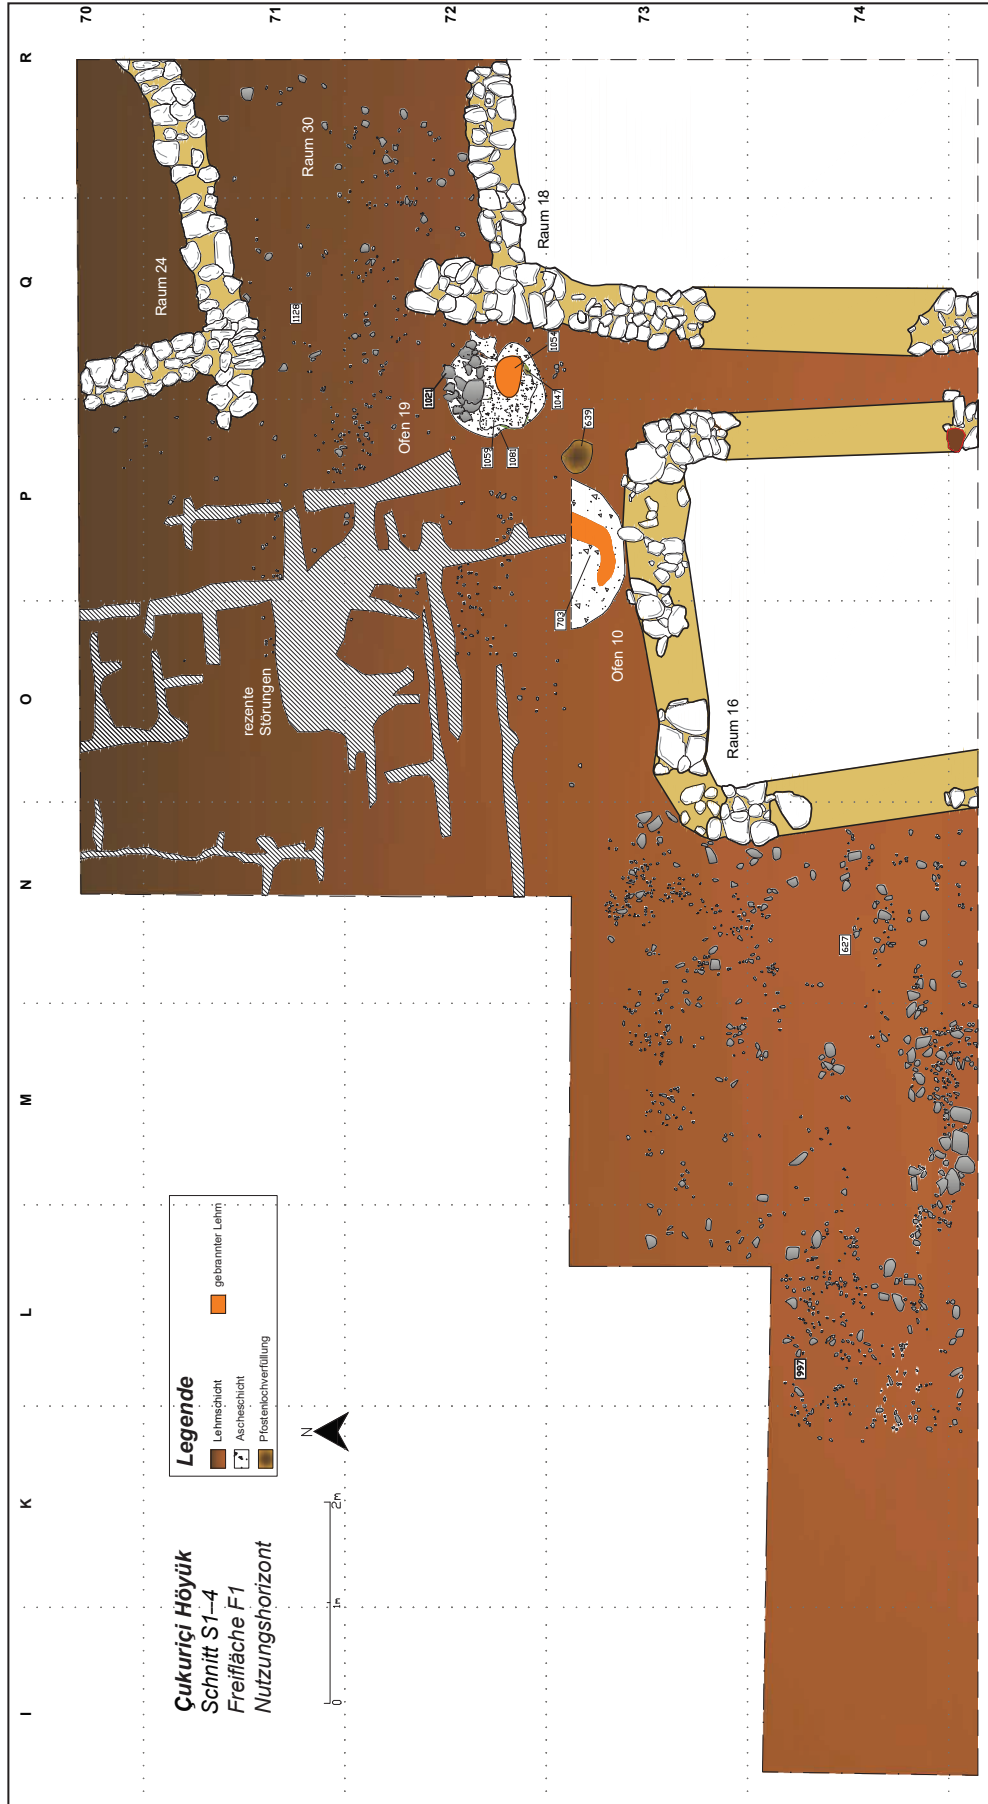 Çukuriçi Höyük
Schnitt S1–4
Freifläche F1
Nutzungshorizont
0
1m
2m
N
Legende
Lehmschicht
Ascheschicht
Pfostenlochverfüllung
gebrannter Lehm
I
K
L
M
N
O
P
Q
R
70
71
72
73
74
Raum 24
Raum 30
Raum 18
Raum 16
Ofen 19
Ofen 10
rezente
Störungen
1128
1021
1054
1047
1059
1081
639
703
627
997